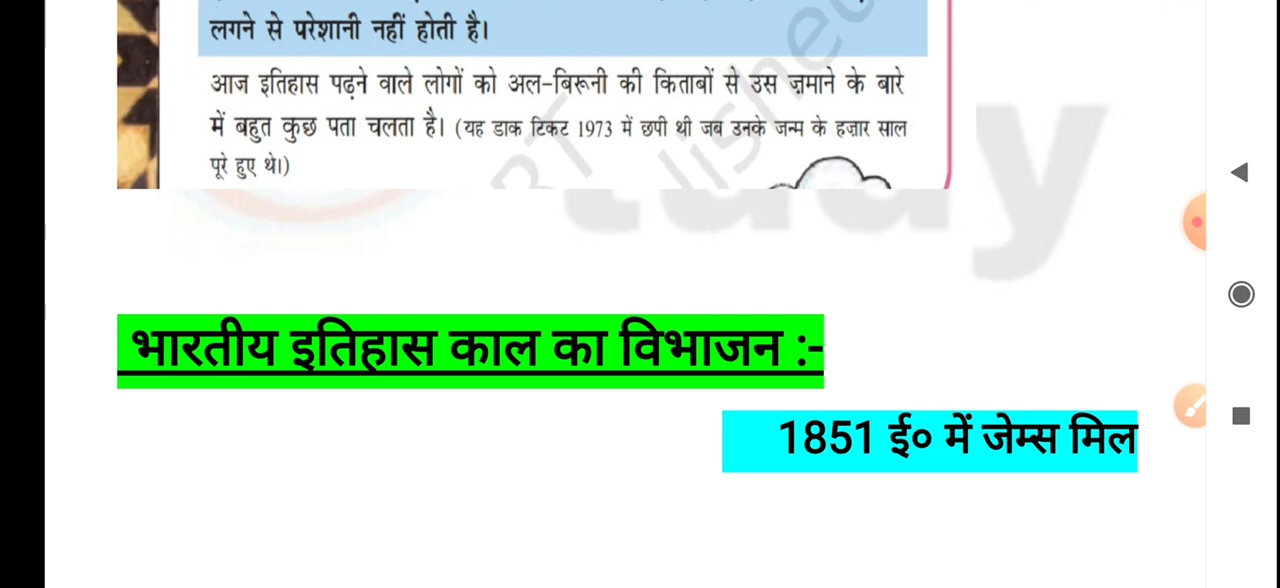 लगने से परेशानी नहीं होती है।
आज इतिहास पढ़ने वाले लोगों को अल-बिरूनी की किताबों से उस ज़माने के बारे
में बहुत कुछ पता चलता है। (यह डाक टिकट 1973 में छपी थी जब उनके जन्म के हज़ार साल
पूरे हुए थे।)
tuay
भारतीय इतिहास काल का विभाजन :-
1851 ई० में जेम्स मिल